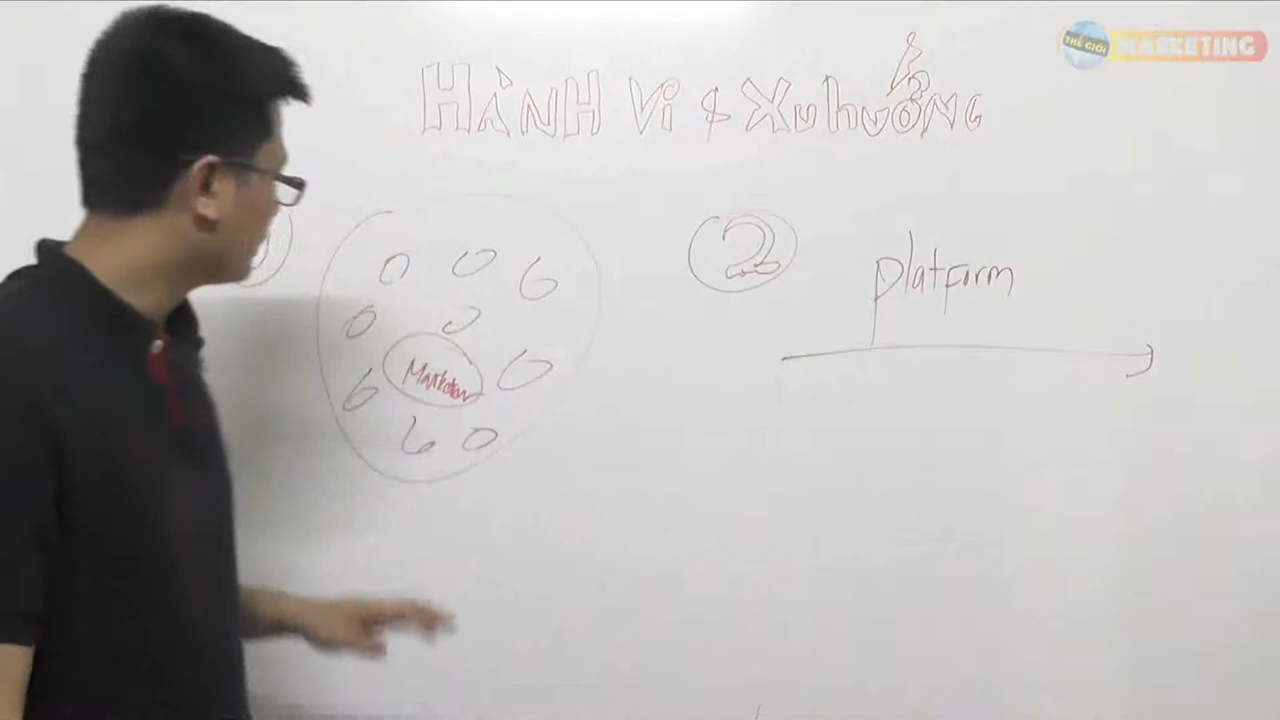 THẾ GIỚI MARKETING
HÀNH Vi & Xu hướng
2
platform
Marketer